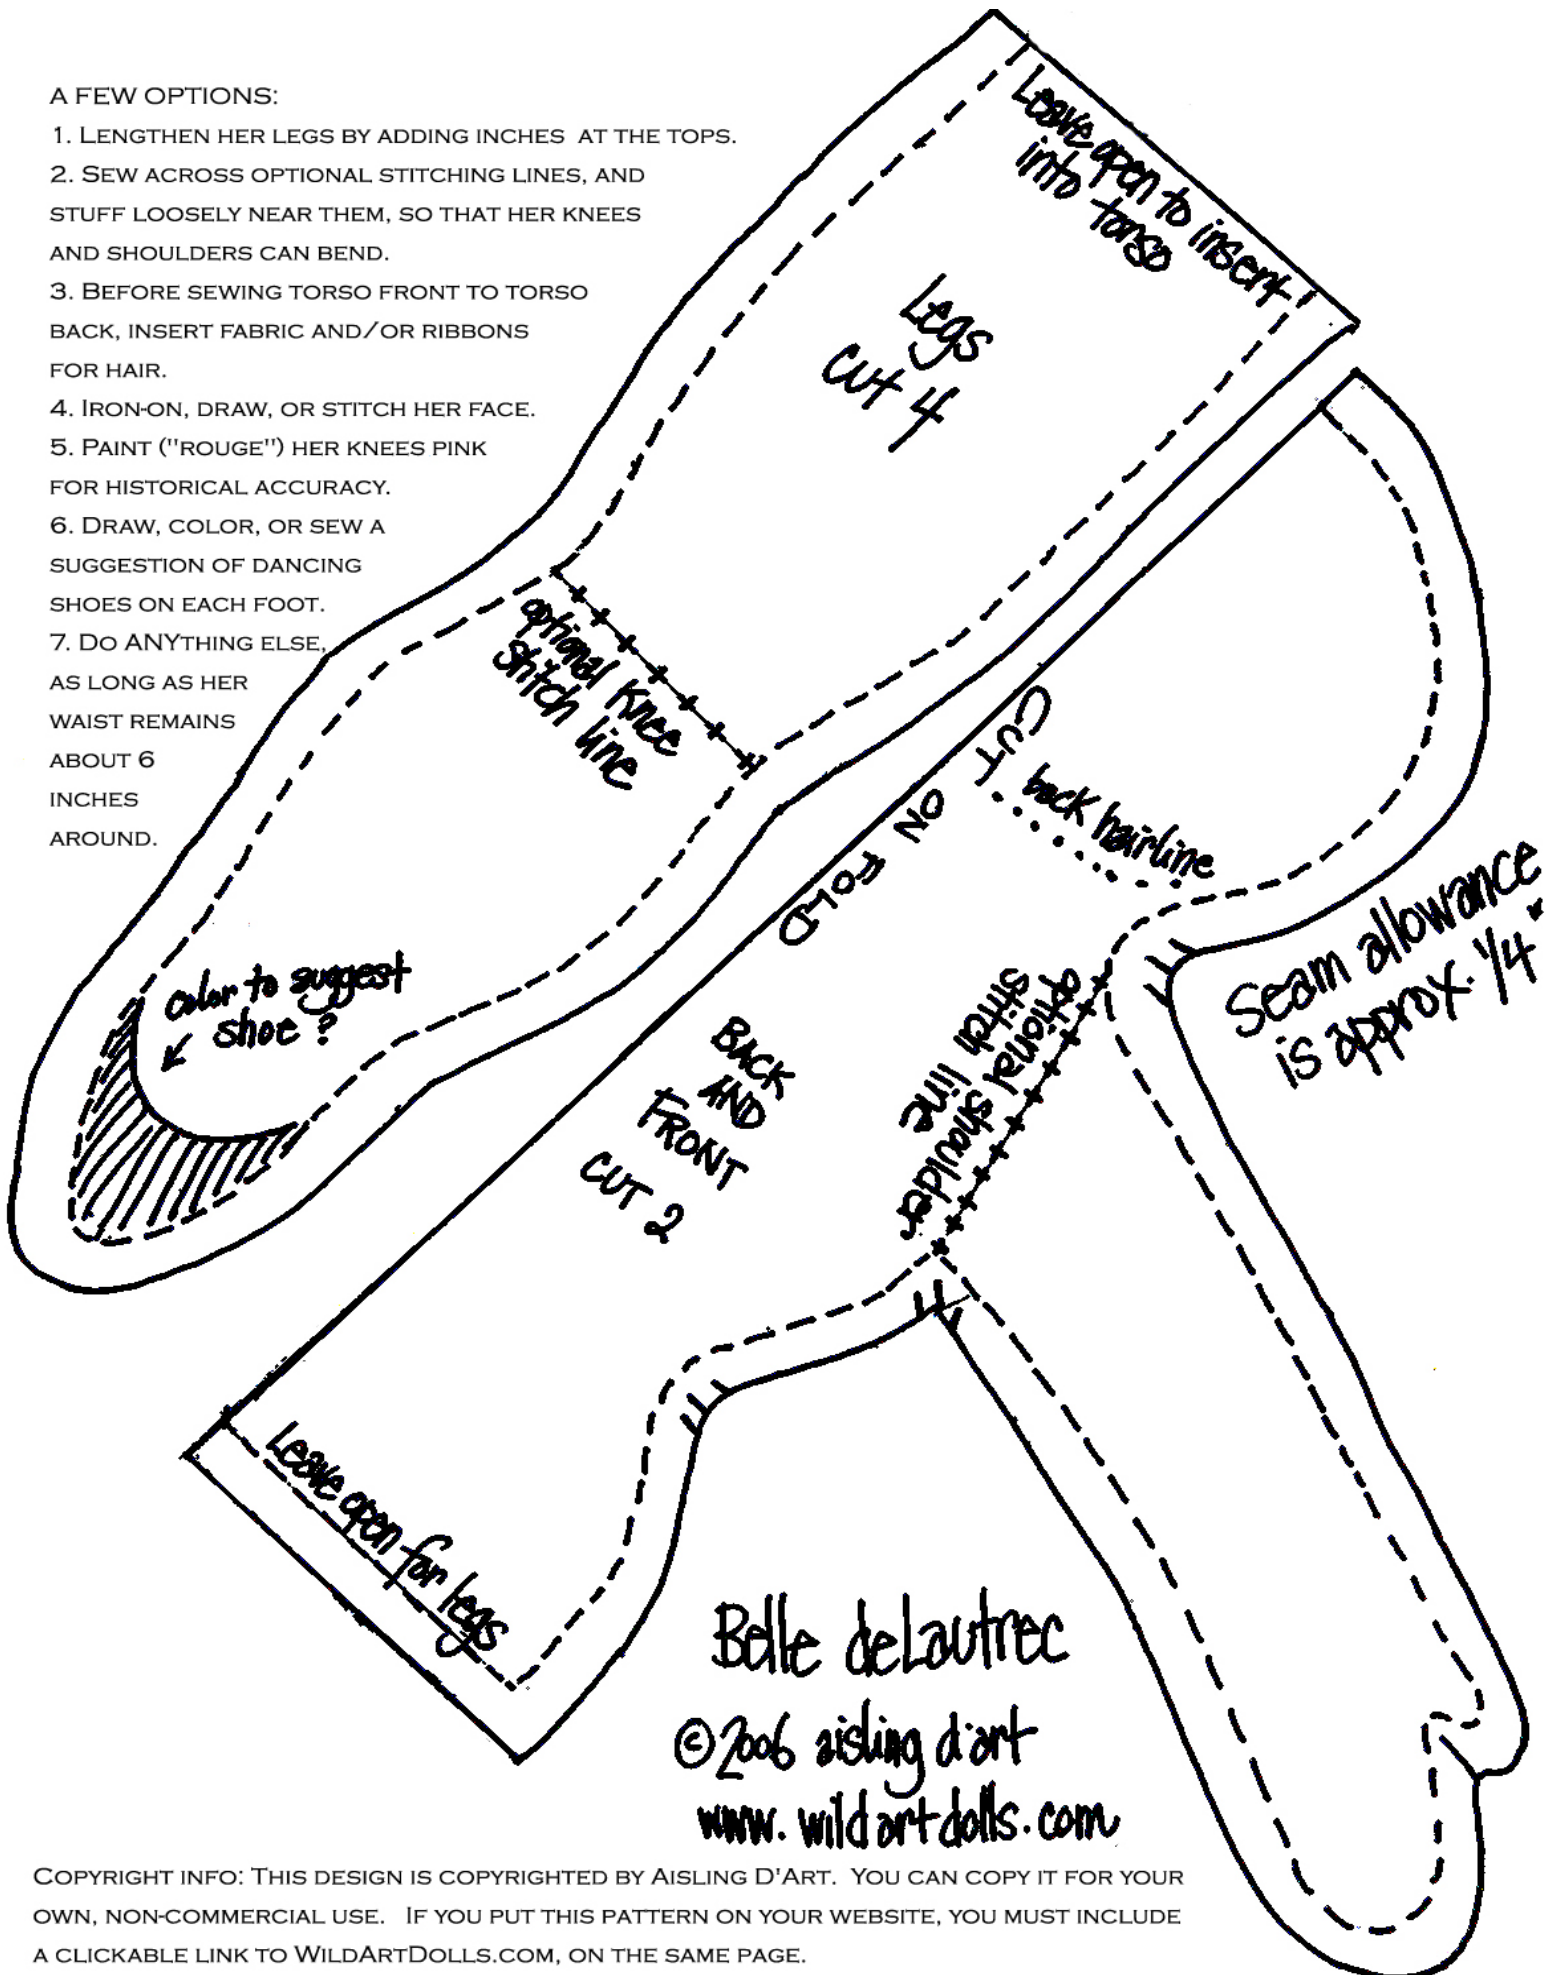 A FEW OPTIONS:
1. LENGTHEN HER LEGS BY ADDING INCHES AT THE TOPS.
2. SEW ACROSS OPTIONAL STITCHING LINES, AND
STUFF LOOSELY NEAR THEM, SO THAT HER KNEES
AND SHOULDERS CAN BEND.
3. BEFORE SEWING TORSO FRONT TO TORSO
BACK, INSERT FABRIC AND/OR RIBBONS
FOR HAIR.
4. IRON-ON, DRAW, OR STITCH HER FACE.
5. PAINT ("ROUGE") HER KNEES PINK
FOR HISTORICAL ACCURACY.
6. DRAW, COLOR, OR SEW A
SUGGESTION OF DANCING
SHOES ON EACH FOOT.
7. DO ANYTHING ELSE,
AS LONG AS HER
WAIST REMAINS
ABOUT 6
INCHES
AROUND.
Leave open to insert
into torso
Legs
cut 4
optional knee
stitch line
color to suggest
shoe?
CUT
ON FOLD
back hairline
Seam allowance
is approx. 1/4"
optional shoulder
stitch line
BACK
AND
FRONT
CUT 2
Leave open for legs
Belle deLautrec
©2006 aisling d'art
www.wildartdolls.com
COPYRIGHT INFO: THIS DESIGN IS COPYRIGHTED BY AISLING D'ART. YOU CAN COPY IT FOR YOUR
OWN, NON-COMMERCIAL USE. IF YOU PUT THIS PATTERN ON YOUR WEBSITE, YOU MUST INCLUDE
A CLICKABLE LINK TO WILDARTDOLLS.COM, ON THE SAME PAGE.